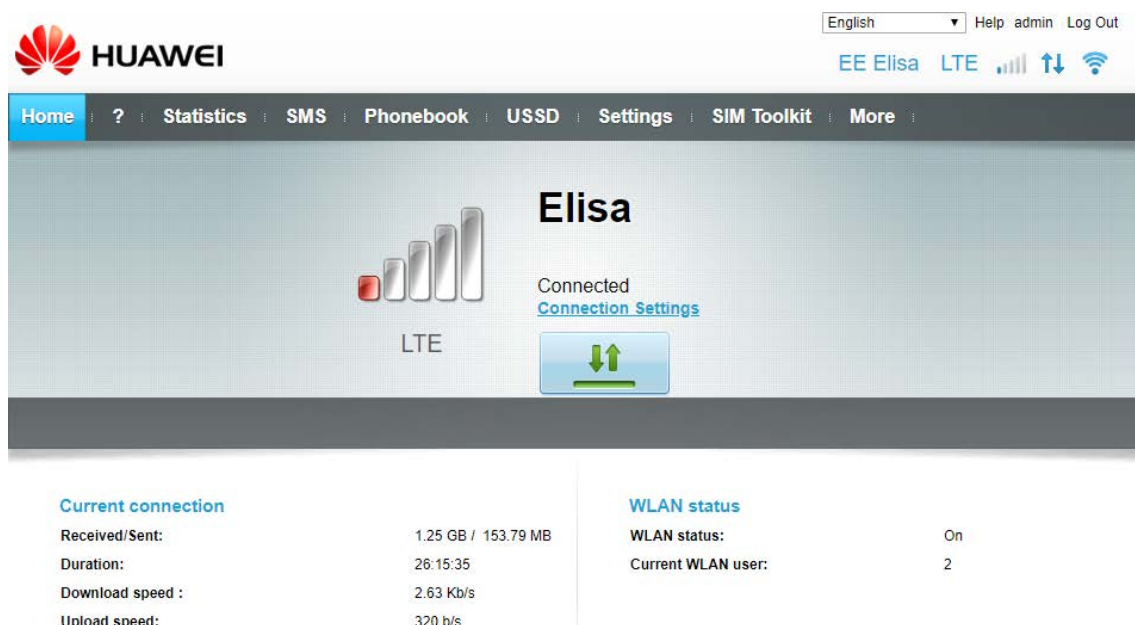 English Help admin Log Out
HUAWEI
EE Elisa LTE
Home ? Statistics SMS Phonebook USSD Settings SIM Toolkit More
Elisa
Connected
Connection Settings
LTE
Current connection
Received/Sent: 1.25 GB / 153.79 MB
Duration: 26:15:35
Download speed : 2.63 Kb/s
Upload speed: 320 b/s
WLAN status
WLAN status: On
Current WLAN user: 2